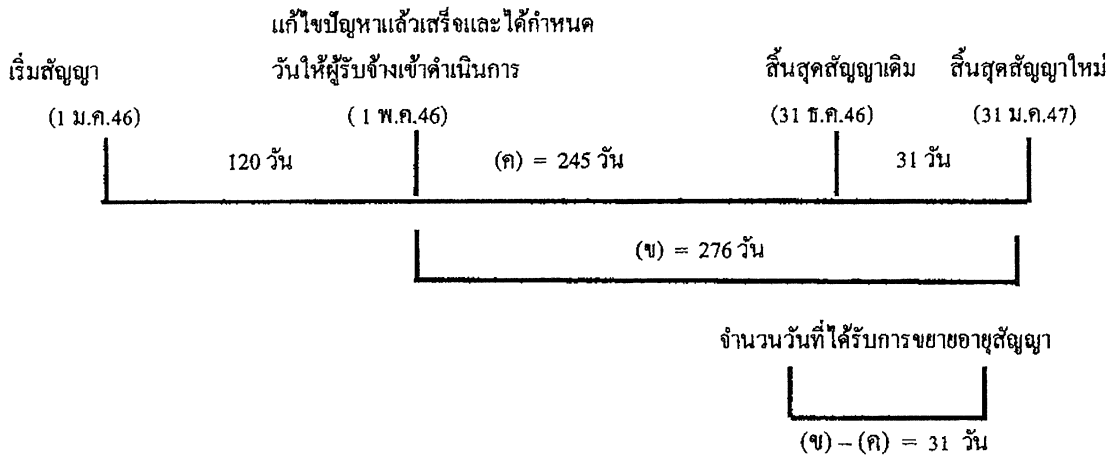 แก้ไขปัญหาแล้วเสร็จและได้กำหนด
เริ่มสัญญา วันให้ผู้รับจ้างเข้าดำเนินการ สิ้นสุดสัญญาเดิม สิ้นสุดสัญญาใหม่
(1 ม.ค.46) ( 1 พ.ค.46) (31 ธ.ค.46) (31 ม.ค.47)
120 วัน (ค) = 245 วัน 31 วัน
(ข) = 276 วัน
จำนวนวันที่ได้รับการขยายอายุสัญญา
(ข) – (ค) = 31 วัน